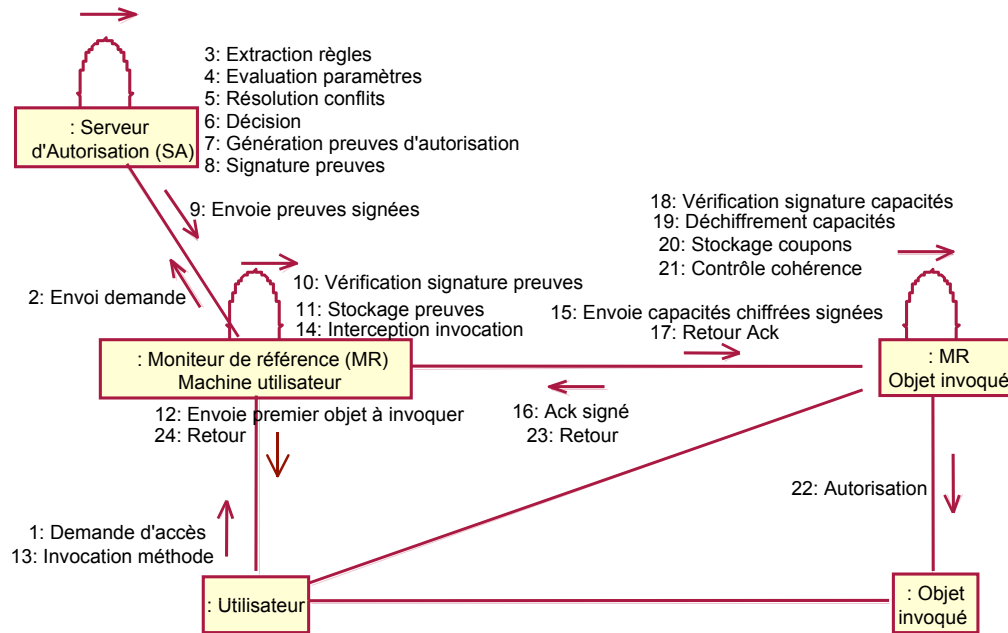 3: Extraction règles
4: Evaluation paramètres
5: Résolution conflits
6: Décision
7: Génération preuves d'autorisation
8: Signature preuves
: Serveur
d'Autorisation (SA)
9: Envoie preuves signées
2: Envoi demande
10: Vérification signature preuves
11: Stockage preuves
14: Interception invocation
18: Vérification signature capacités
19: Déchiffrement capacités
20: Stockage coupons
21: Contrôle cohérence
15: Envoie capacités chiffrées signées
17: Retour Ack
: Moniteur de référence (MR)
Machine utilisateur
: MR
Objet invoqué
12: Envoie premier objet à invoquer
24: Retour
16: Ack signé
23: Retour
22: Autorisation
1: Demande d'accès
13: Invocation méthode
: Utilisateur
: Objet
invoqué